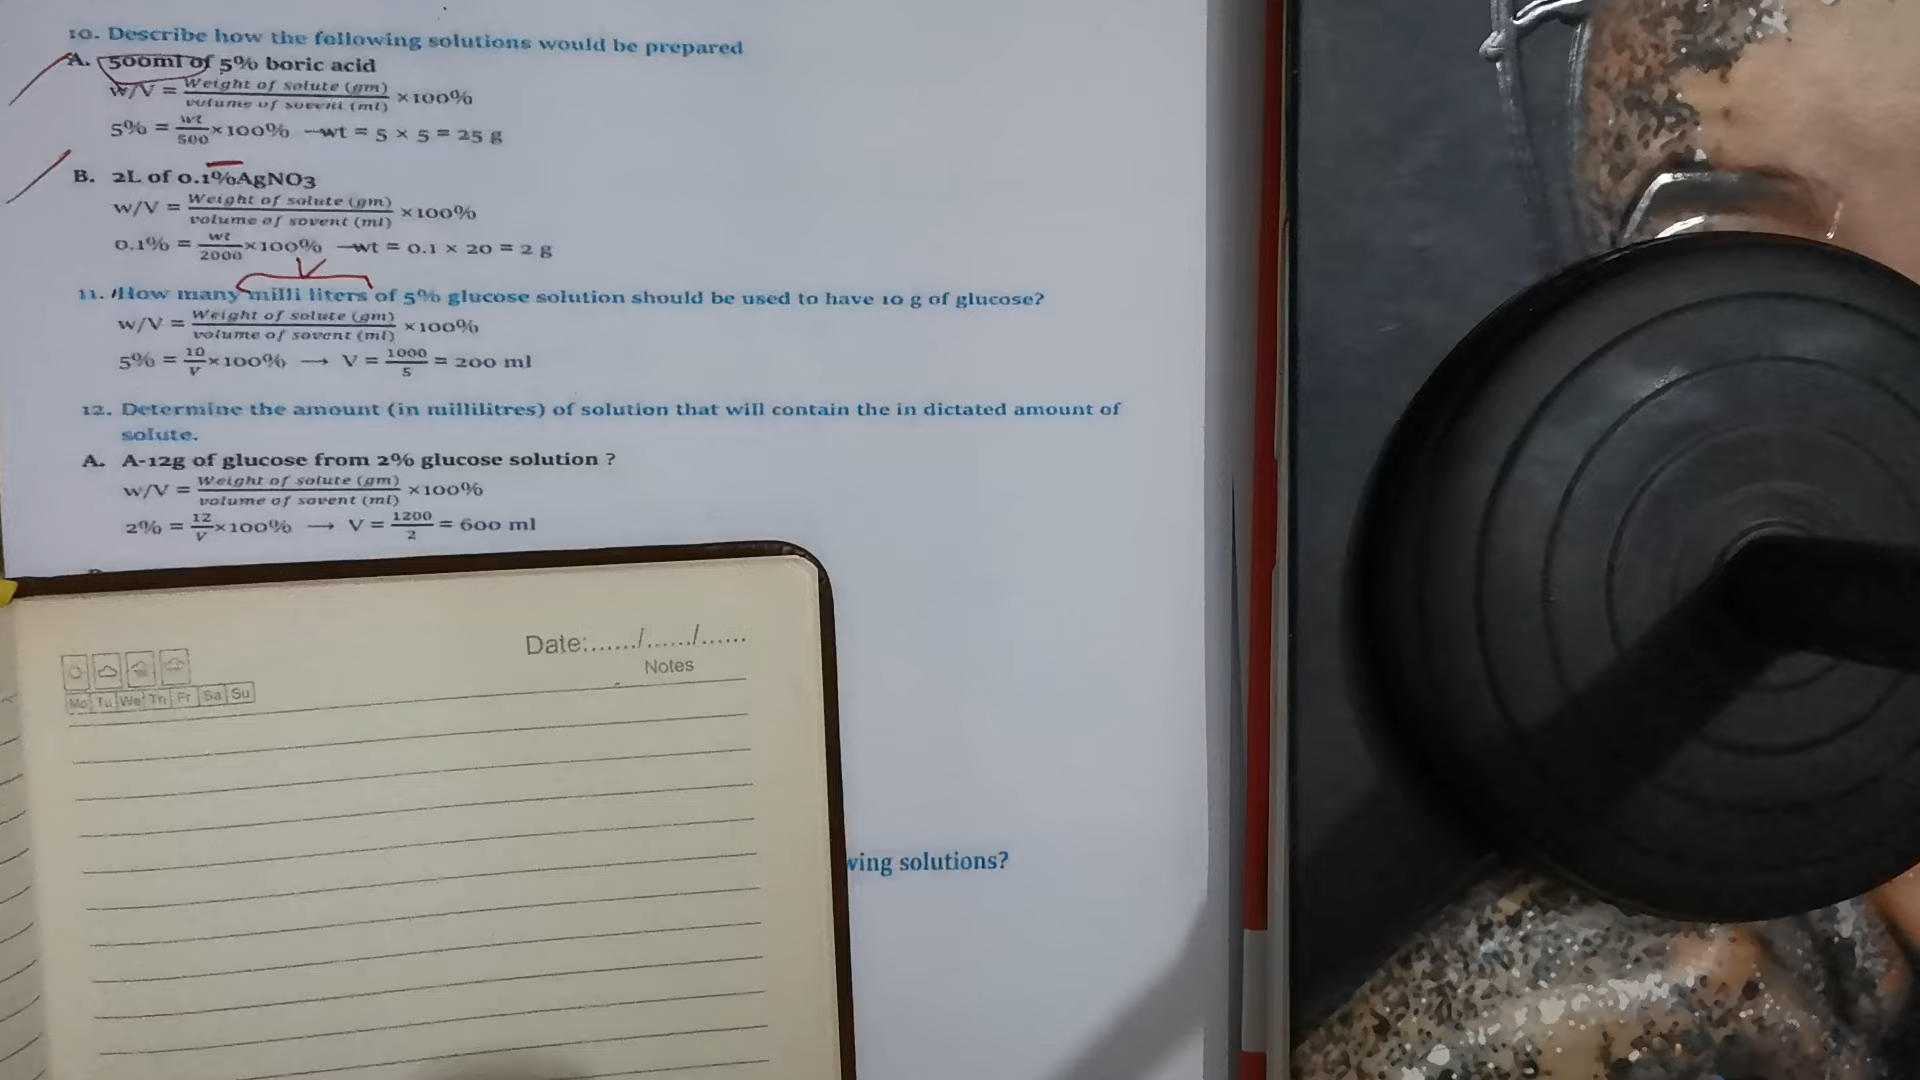 10. Describe how the following solutions would be prepared
A. 500ml of 5% boric acid
w/V = Weight of solute (gm) / volume of sovent (ml) ×100%
5% = wt/500 ×100% →wt = 5 × 5 = 25 g
B. 2L of 0.1%AgNO3
w/V = Weight of solute (gm) / volume of sovent (ml) ×100%
0.1% = wt/2000 ×100% →wt = 0.1 × 20 = 2 g
11. How many milli liters of 5% glucose solution should be used to have 10 g of glucose?
w/V = Weight of solute (gm) / volume of sovent (ml) ×100%
5% = 10/V ×100% → V = 1000/5 = 200 ml
12. Determine the amount (in millilitres) of solution that will contain the in dictated amount of
solute.
A. A-12g of glucose from 2% glucose solution ?
w/V = Weight of solute (gm) / volume of sovent (ml) ×100%
2% = 12/V ×100% → V = 1200/2 = 600 ml
Date:....../....../......
Notes
Mo Tu We Th Fr Sa Su
wing solutions?